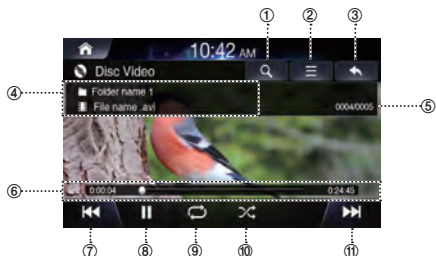 ① ② ③
10:42 AM
Disc Video
④ Folder name 1
File name .avi
0004/0005 ⑤
⑥ 0:00:04 0:24:45
⑦ ⑧ ⑨ ⑩ ⑪